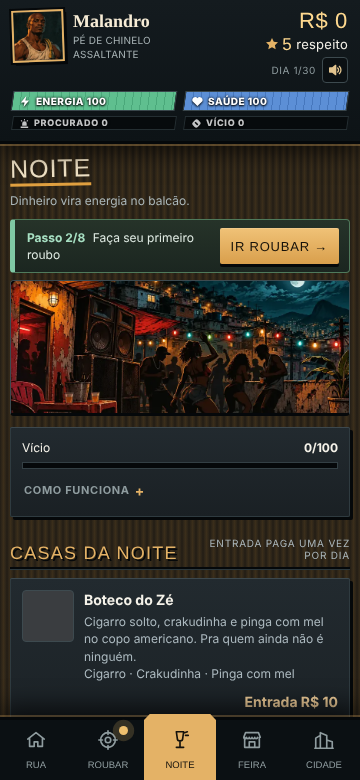 Malandro
PÉ DE CHINELO
ASSALTANTE
R$ 0
5 respeito
DIA 1/30
ENERGIA 100
SAÚDE 100
PROCURADO 0
VÍCIO 0
NOITE
Dinheiro vira energia no balcão.
Passo 2/8 Faça seu primeiro
roubo
IR ROUBAR →
Vício 0/100
COMO FUNCIONA +
CASAS DA NOITE
ENTRADA PAGA UMA VEZ
POR DIA
Boteco do Zé
Cigarro solto, crakudinha e pinga com mel
no copo americano. Pra quem ainda não é
ninguém.
Cigarro · Crakudinha · Pinga com mel
Entrada R$ 10
RUA
ROUBAR
NOITE
FEIRA
CIDADE